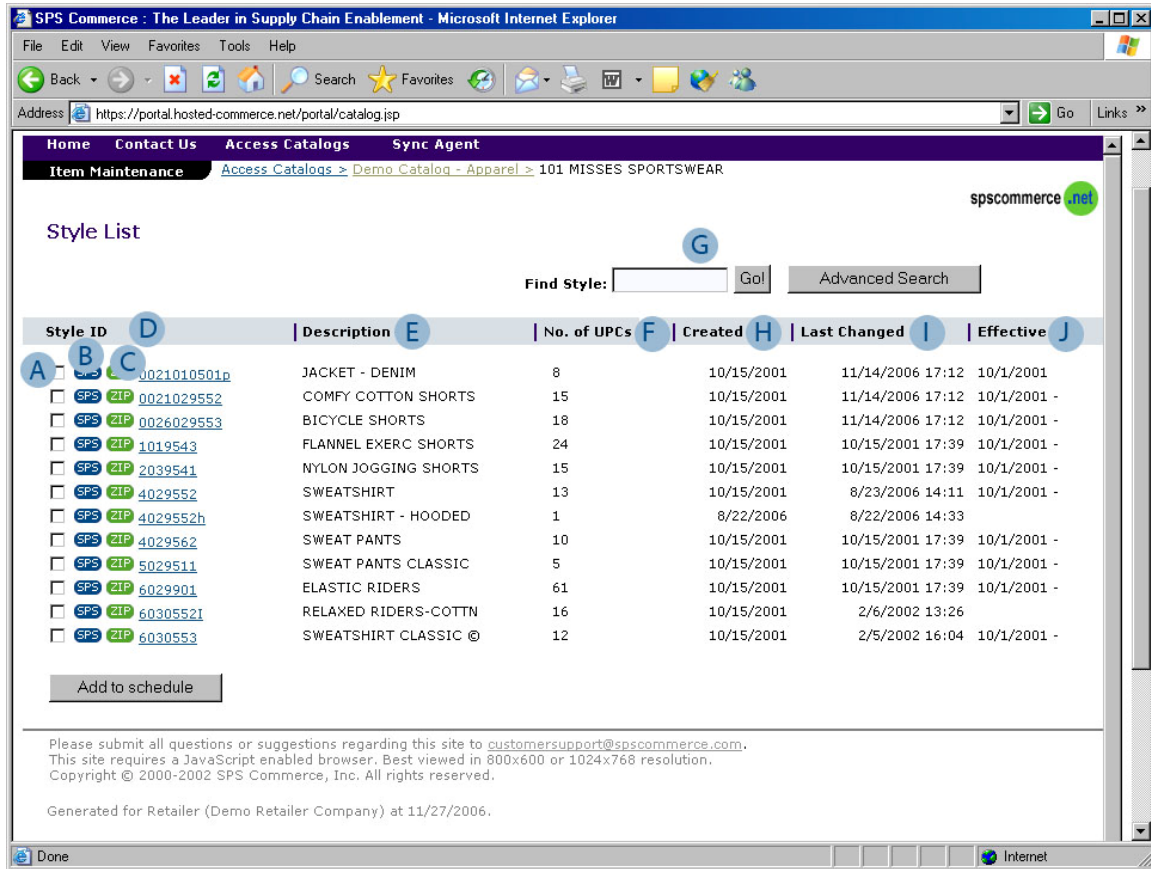 SPS Commerce : The Leader in Supply Chain Enablement - Microsoft Internet Explorer
File Edit View Favorites Tools Help
Back Search Favorites
Address https://portal.hosted-commerce.net/portal/catalog.jsp Go Links »
Home Contact Us Access Catalogs Sync Agent
Item Maintenance Access Catalogs > Demo Catalog - Apparel > 101 MISSES SPORTSWEAR
spscommerce .net
Style List
G
Find Style: Go! Advanced Search
Style ID D Description E No. of UPCs F Created H Last Changed I Effective J
A B C 0021010501p JACKET - DENIM 8 10/15/2001 11/14/2006 17:12 10/1/2001
SPS ZIP 0021029552 COMFY COTTON SHORTS 15 10/15/2001 11/14/2006 17:12 10/1/2001 -
SPS ZIP 0026029553 BICYCLE SHORTS 18 10/15/2001 11/14/2006 17:12 10/1/2001 -
SPS ZIP 1019543 FLANNEL EXERC SHORTS 24 10/15/2001 10/15/2001 17:39 10/1/2001 -
SPS ZIP 2039541 NYLON JOGGING SHORTS 15 10/15/2001 10/15/2001 17:39 10/1/2001 -
SPS ZIP 4029552 SWEATSHIRT 13 10/15/2001 8/23/2006 14:11 10/1/2001 -
SPS ZIP 4029552h SWEATSHIRT - HOODED 1 8/22/2006 8/22/2006 14:33
SPS ZIP 4029562 SWEAT PANTS 10 10/15/2001 10/15/2001 17:39 10/1/2001 -
SPS ZIP 5029511 SWEAT PANTS CLASSIC 5 10/15/2001 10/15/2001 17:39 10/1/2001 -
SPS ZIP 6029901 ELASTIC RIDERS 61 10/15/2001 10/15/2001 17:39 10/1/2001 -
SPS ZIP 6030552I RELAXED RIDERS-COTTN 16 10/15/2001 2/6/2002 13:26
SPS ZIP 6030553 SWEATSHIRT CLASSIC © 12 10/15/2001 2/5/2002 16:04 10/1/2001 -
Add to schedule
Please submit all questions or suggestions regarding this site to customersupport@spscommerce.com.
This site requires a JavaScript enabled browser. Best viewed in 800x600 or 1024x768 resolution.
Copyright © 2000-2002 SPS Commerce, Inc. All rights reserved.
Generated for Retailer (Demo Retailer Company) at 11/27/2006.
Done Internet